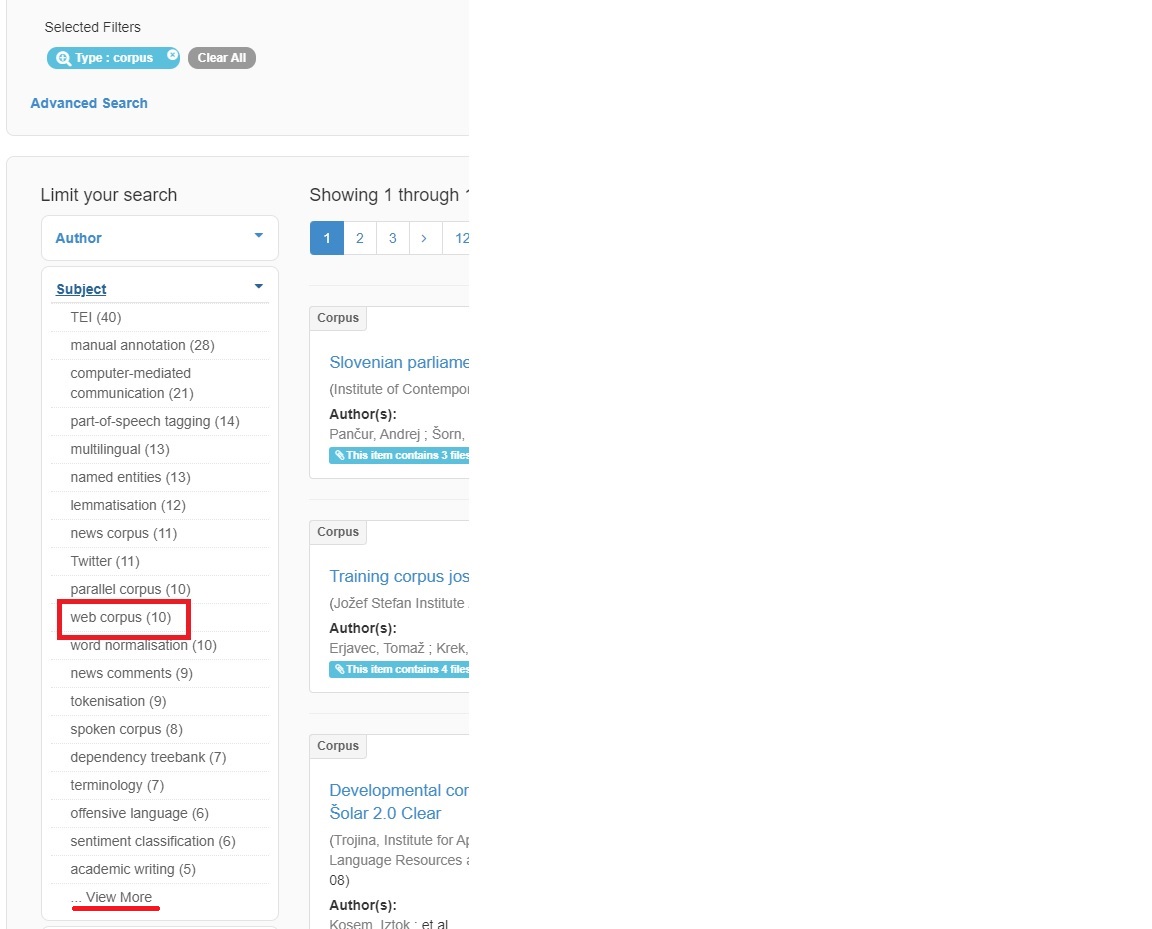 Selected Filters
Type : corpus
Clear All
Advanced Search
Limit your search
Author
Subject
TEI (40)
manual annotation (28)
computer-mediated
communication (21)
part-of-speech tagging (14)
multilingual (13)
named entities (13)
lemmatisation (12)
news corpus (11)
Twitter (11)
parallel corpus (10)
web corpus (10)
word normalisation (10)
news comments (9)
tokenisation (9)
spoken corpus (8)
dependency treebank (7)
terminology (7)
offensive language (6)
sentiment classification (6)
academic writing (5)
... View More
Showing 1 through
1 2 3 › 12
Corpus
Slovenian parliame
(Institute of Contempor
Author(s):
Pančur, Andrej ; Šorn,
This item contains 3 files
Corpus
Training corpus jos
(Jožef Stefan Institute
Author(s):
Erjavec, Tomaž ; Krek,
This item contains 4 files
Corpus
Developmental cor
Šolar 2.0 Clear
(Trojina, Institute for Ap
Language Resources a
08)
Author(s):
Kosem, Iztok ; et al